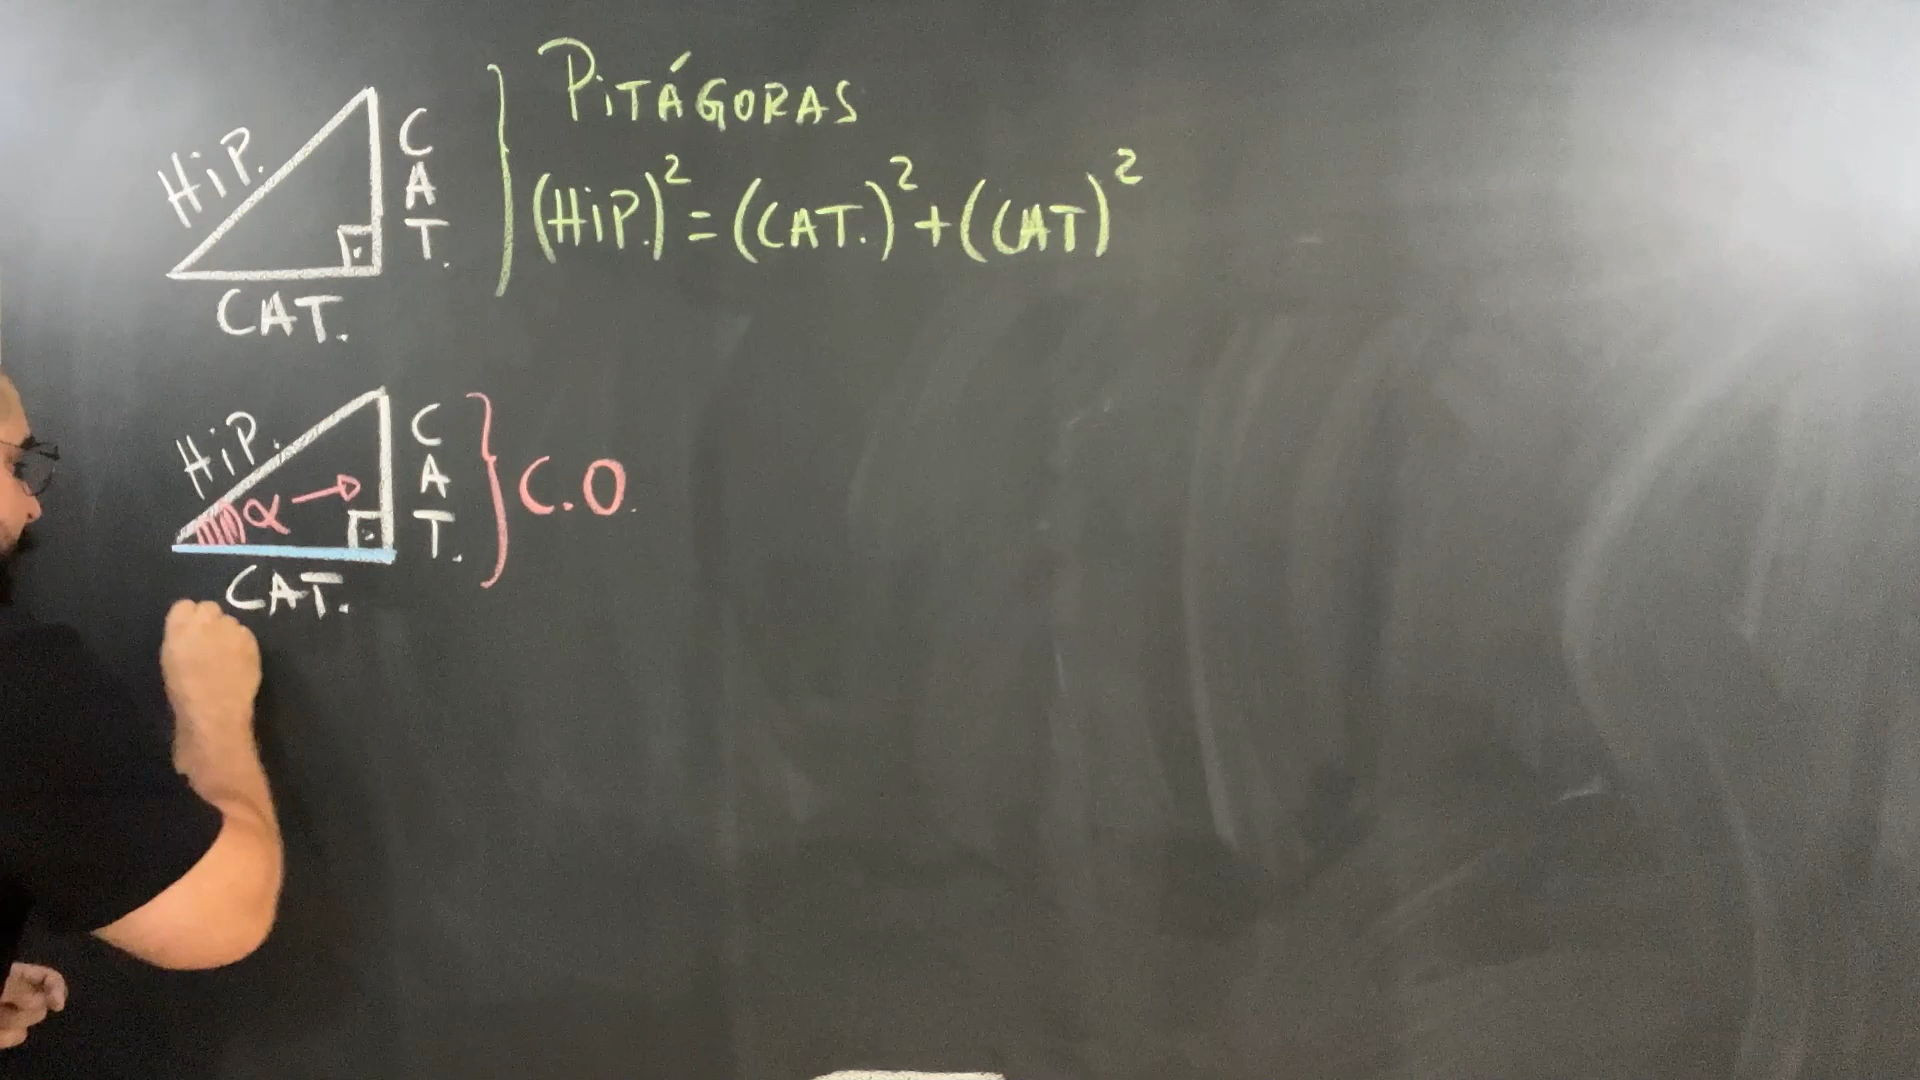 HiP.
CAT.
CAT.
PiTÁGORAS
(HiP.)²=(CAT.)²+(CAT)²
HiP.
α
CAT.
C.O.
CAT.